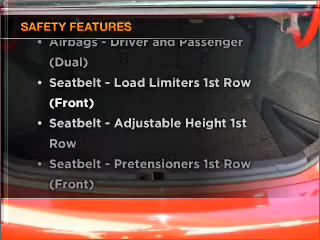 SAFETY FEATURES
• Airbags - Driver and Passenger
(Dual)
• Seatbelt - Load Limiters 1st Row
(Front)
• Seatbelt - Adjustable Height 1st
Row
• Seatbelt - Pretensioners 1st Row
(Front)